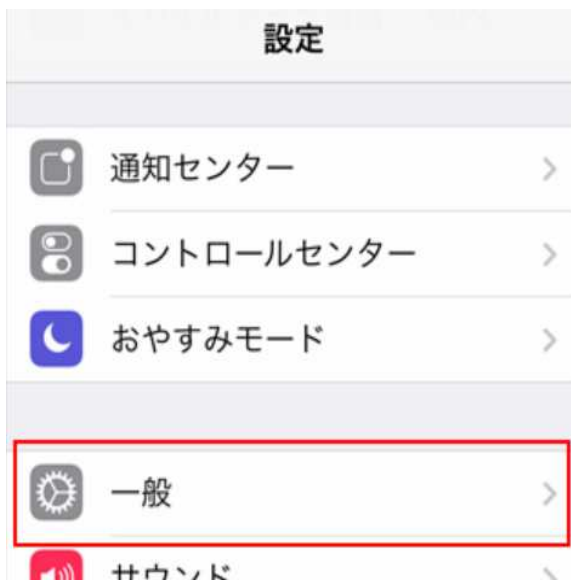 設定
通知センター
コントロールセンター
おやすみモード
一般
サウンド